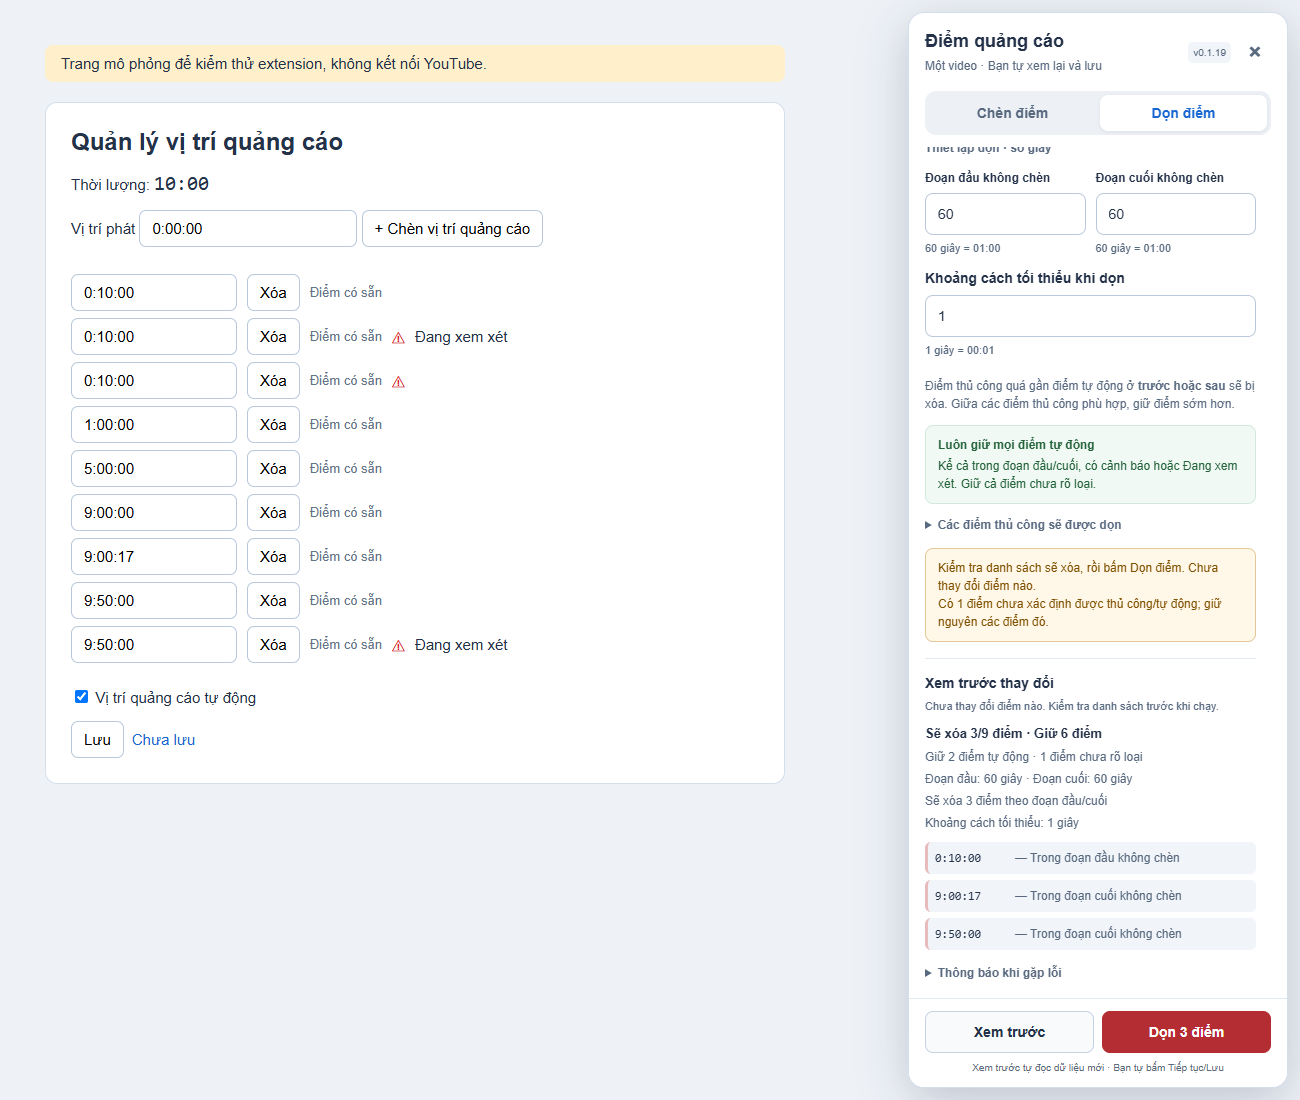 Trang mô phỏng để kiểm thử extension, không kết nối YouTube.
Quản lý vị trí quảng cáo
Thời lượng: 10:00
Vị trí phát 0:00:00 + Chèn vị trí quảng cáo
0:10:00 Xóa Điểm có sẵn
0:10:00 Xóa Điểm có sẵn ⚠ Đang xem xét
0:10:00 Xóa Điểm có sẵn ⚠
1:00:00 Xóa Điểm có sẵn
5:00:00 Xóa Điểm có sẵn
9:00:00 Xóa Điểm có sẵn
9:00:17 Xóa Điểm có sẵn
9:50:00 Xóa Điểm có sẵn
9:50:00 Xóa Điểm có sẵn ⚠ Đang xem xét
Vị trí quảng cáo tự động
Lưu Chưa lưu
Điểm quảng cáo
Một video · Bạn tự xem lại và lưu
v0.1.19 ×
Chèn điểm Dọn điểm
Thiết lập dọn · số giây
Đoạn đầu không chèn Đoạn cuối không chèn
60 60
60 giây = 01:00 60 giây = 01:00
Khoảng cách tối thiểu khi dọn
1
1 giây = 00:01
Điểm thủ công quá gần điểm tự động ở trước hoặc sau sẽ bị
xóa. Giữa các điểm thủ công phù hợp, giữ điểm sớm hơn.
Luôn giữ mọi điểm tự động
Kể cả trong đoạn đầu/cuối, có cảnh báo hoặc Đang xem
xét. Giữ cả điểm chưa rõ loại.
▶ Các điểm thủ công sẽ được dọn
Kiểm tra danh sách sẽ xóa, rồi bấm Dọn điểm. Chưa
thay đổi điểm nào.
Có 1 điểm chưa xác định được thủ công/tự động; giữ
nguyên các điểm đó.
Xem trước thay đổi
Chưa thay đổi điểm nào. Kiểm tra danh sách trước khi chạy.
Sẽ xóa 3/9 điểm · Giữ 6 điểm
Giữ 2 điểm tự động · 1 điểm chưa rõ loại
Đoạn đầu: 60 giây · Đoạn cuối: 60 giây
Sẽ xóa 3 điểm theo đoạn đầu/cuối
Khoảng cách tối thiểu: 1 giây
0:10:00 — Trong đoạn đầu không chèn
9:00:17 — Trong đoạn cuối không chèn
9:50:00 — Trong đoạn cuối không chèn
▶ Thông báo khi gặp lỗi
Xem trước Dọn 3 điểm
Xem trước tự đọc dữ liệu mới · Bạn tự bấm Tiếp tục/Lưu